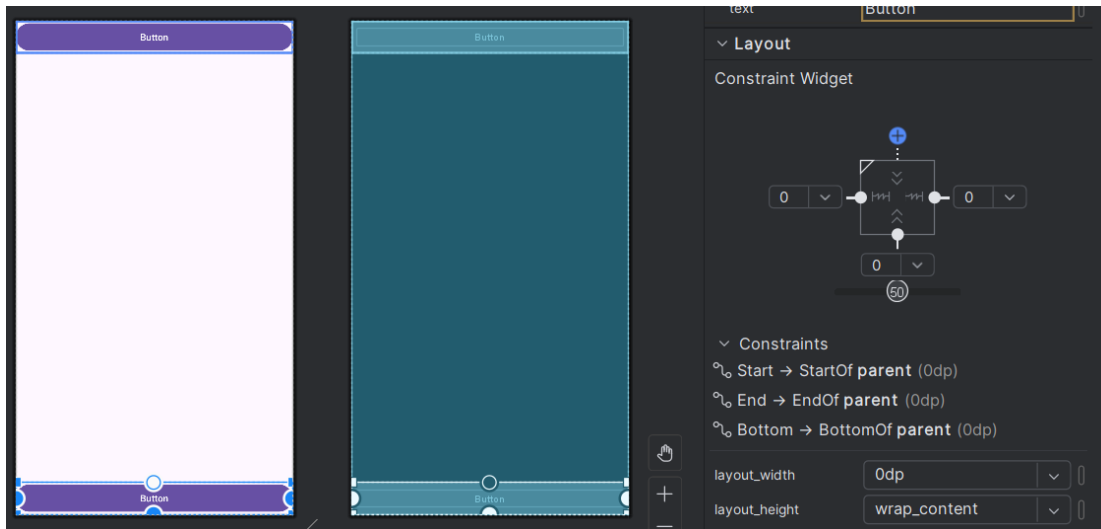 text
Button
Button
Button
Layout
Constraint Widget
0
0
0
50
Constraints
Start → StartOf parent (0dp)
End → EndOf parent (0dp)
Bottom → BottomOf parent (0dp)
Button
Button
layout_width
0dp
layout_height
wrap_content